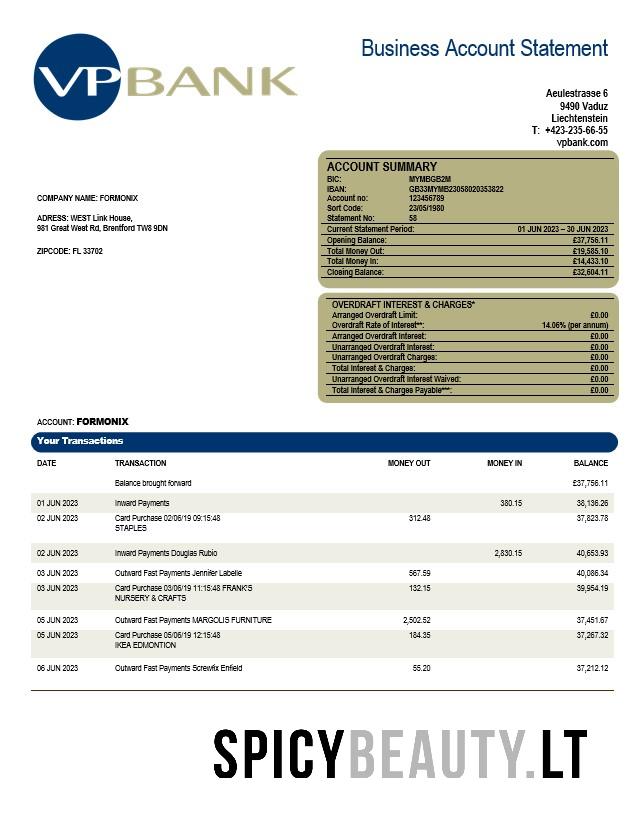 VPBANK
Business Account Statement
Aeulestrasse 6
9490 Vaduz
Liechtenstein
T: +423-235-66-55
vpbank.com
ACCOUNT SUMMARY
BIC: MYMBGB2M
IBAN: GB33MYMB23058020353822
Account no: 123456789
Sort Code: 23/05/1980
Statement No: 58
Current Statement Period: 01 JUN 2023 – 30 JUN 2023
Opening Balance: £37,756.11
Total Money Out: £19,585.10
Total Money In: £14,433.10
Closing Balance: £32,604.11
COMPANY NAME: FORMONIX
ADRESS: WEST Link House,
981 Great West Rd, Brentford TW8 9DN
ZIPCODE: FL 33702
OVERDRAFT INTEREST & CHARGES*
Arranged Overdraft Limit: £0.00
Overdraft Rate of Interest**: 14.06% (per annum)
Arranged Overdraft Interest: £0.00
Unarranged Overdraft Interest: £0.00
Unarranged Overdraft Charges: £0.00
Total Interest & Charges: £0.00
Unarranged Overdraft Interest Waived: £0.00
Total Interest & Charges Payable***: £0.00
ACCOUNT: FORMONIX
Your Transactions
DATE TRANSACTION MONEY OUT MONEY IN BALANCE
Balance brought forward £37,756.11
01 JUN 2023 Inward Payments 380.15 38,136.26
02 JUN 2023 Card Purchase 02/06/19 09:15:48 312.48 37,823.78
STAPLES
02 JUN 2023 Inward Payments Douglas Rubio 2,830.15 40,653.93
03 JUN 2023 Outward Fast Payments Jennifer Labelle 567.59 40,086.34
03 JUN 2023 Card Purchase 03/06/19 11:15:48 FRANK'S 132.15 39,954.19
NURSERY & CRAFTS
05 JUN 2023 Outward Fast Payments MARGOLIS FURNITURE 2,502.52 37,451.67
05 JUN 2023 Card Purchase 05/06/19 12:15:48 184.35 37,267.32
IKEA EDMONTION
06 JUN 2023 Outward Fast Payments Screwfix Enfield 55.20 37,212.12
SPICYBEAUTY.LT